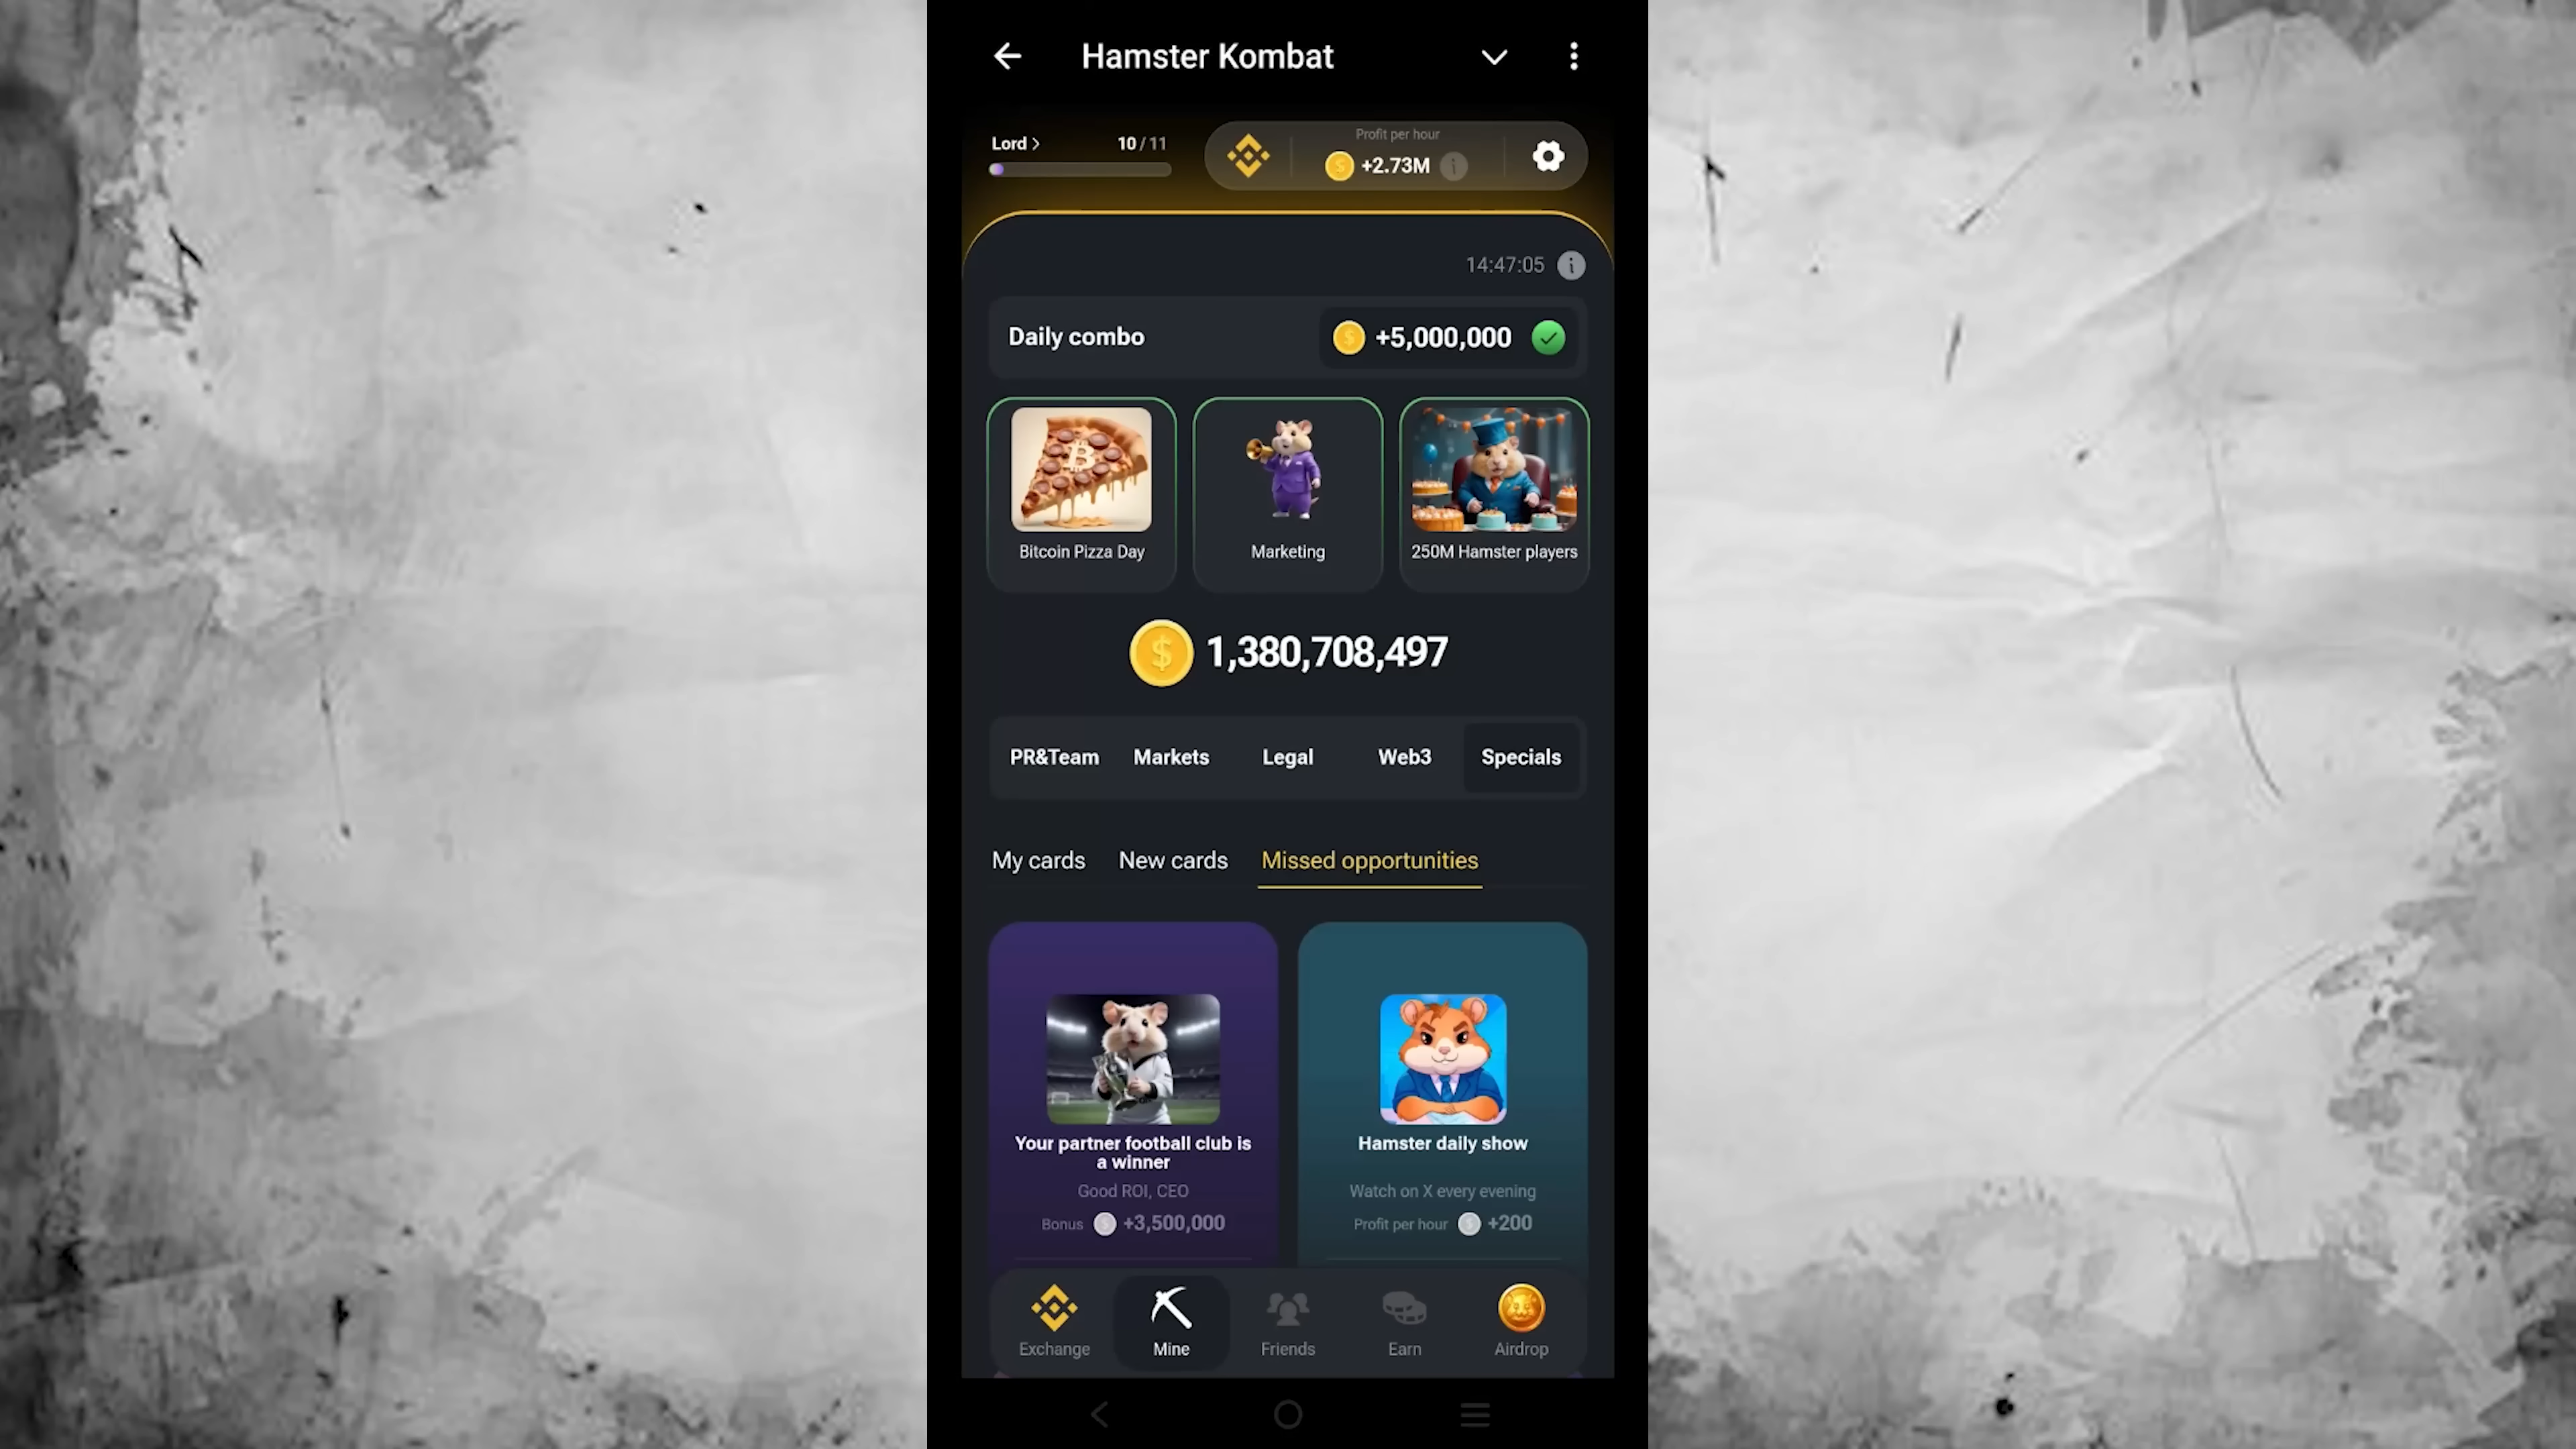 Hamster Kombat
Lord >
10 / 11
Profit per hour
+2.73M
14:47:05
Daily combo
+5,000,000
Bitcoin Pizza Day
Marketing
250M Hamster players
1,380,708,497
PR&Team
Markets
Legal
Web3
Specials
My cards
New cards
Missed opportunities
Your partner football club is
a winner
Good ROI, CEO
Bonus +3,500,000
Hamster daily show
Watch on X every evening
Profit per hour +200
Exchange
Mine
Friends
Earn
Airdrop